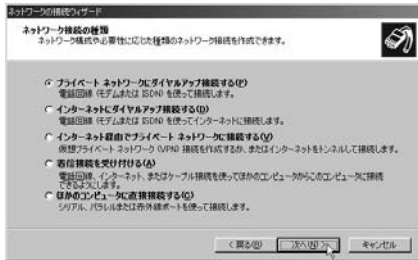 ネットワークの接続ウィザード
ネットワーク接続の種類
ネットワーク構成や必要性に応じた種類のネットワーク接続を作成できます。
プライベート ネットワークにダイヤルアップ接続する(P)
電話回線 (モデムまたは ISDN) を使って接続します。
インターネットにダイヤルアップ接続する(D)
電話回線 (モデムまたは ISDN) を使ってインターネットに接続します。
インターネット経由でプライベート ネットワークに接続する(V)
仮想プライベート ネットワーク (VPN) 接続を作成するか、またはインターネットをトンネルして接続します。
着信接続を受け付ける(A)
電話回線、インターネット、またはケーブル接続を使ってほかのコンピュータからこのコンピュータに接続
できるようにします。
ほかのコンピュータに直接接続する(C)
シリアル、パラレルまたは赤外線ポートを使って接続します。
< 戻る(B) 次へ(N) > キャンセル